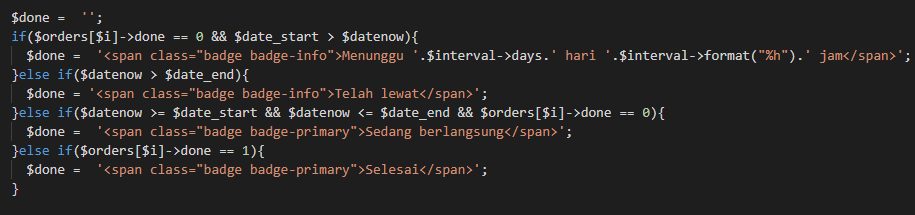 $done =  '';
if($orders[$i]->done == 0 && $date_start > $datenow){
  $done =  '<span class="badge badge-info">Menunggu '.$interval->days.' hari '.$interval->format("%h").' jam</span>';
}else if($datenow > $date_end){
  $done = '<span class="badge badge-info">Telah lewat</span>';
}else if($datenow >= $date_start && $datenow <= $date_end && $orders[$i]->done == 0){
  $done =  '<span class="badge badge-primary">Sedang berlangsung</span>';
}else if($orders[$i]->done == 1){
  $done =  '<span class="badge badge-primary">Selesai</span>';
}